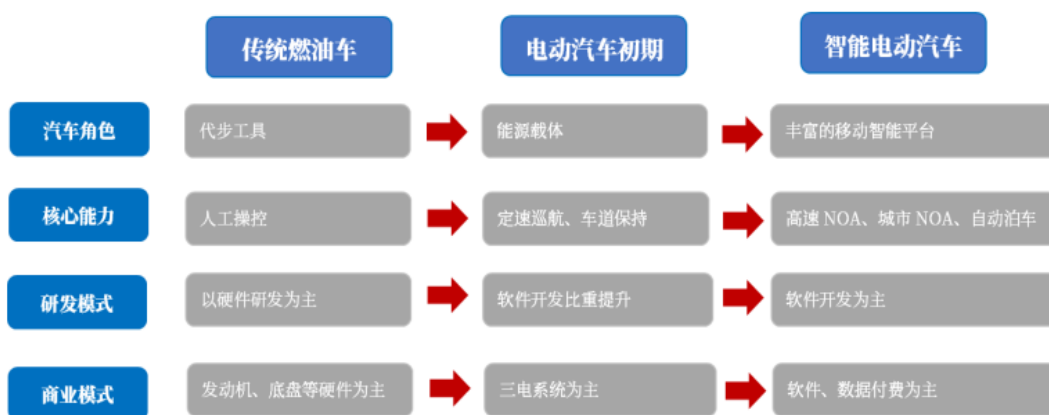 传统燃油车 电动汽车初期 智能电动汽车
汽车角色 代步工具 能源载体 丰富的移动智能平台
核心能力 人工操控 定速巡航、车道保持 高速 NOA、城市 NOA、自动泊车
研发模式 以硬件研发为主 软件开发比重提升 软件开发为主
商业模式 发动机、底盘等硬件为主 三电系统为主 软件、数据付费为主